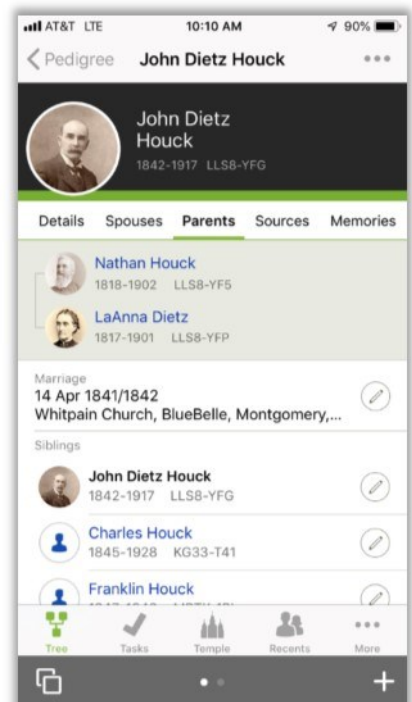 AT&T LTE 10:10 AM 90%
Pedigree John Dietz Houck
John Dietz
Houck
1842-1917 LLS8-YFG
Details Spouses Parents Sources Memories
Nathan Houck
1818-1902 LLS8-YF5
LaAnna Dietz
1817-1901 LLS8-YFP
Marriage
14 Apr 1841/1842
Whitpain Church, BlueBelle, Montgomery,...
Siblings
John Dietz Houck
1842-1917 LLS8-YFG
Charles Houck
1845-1928 KG33-T41
Franklin Houck
Tree Tasks Temple Recents More